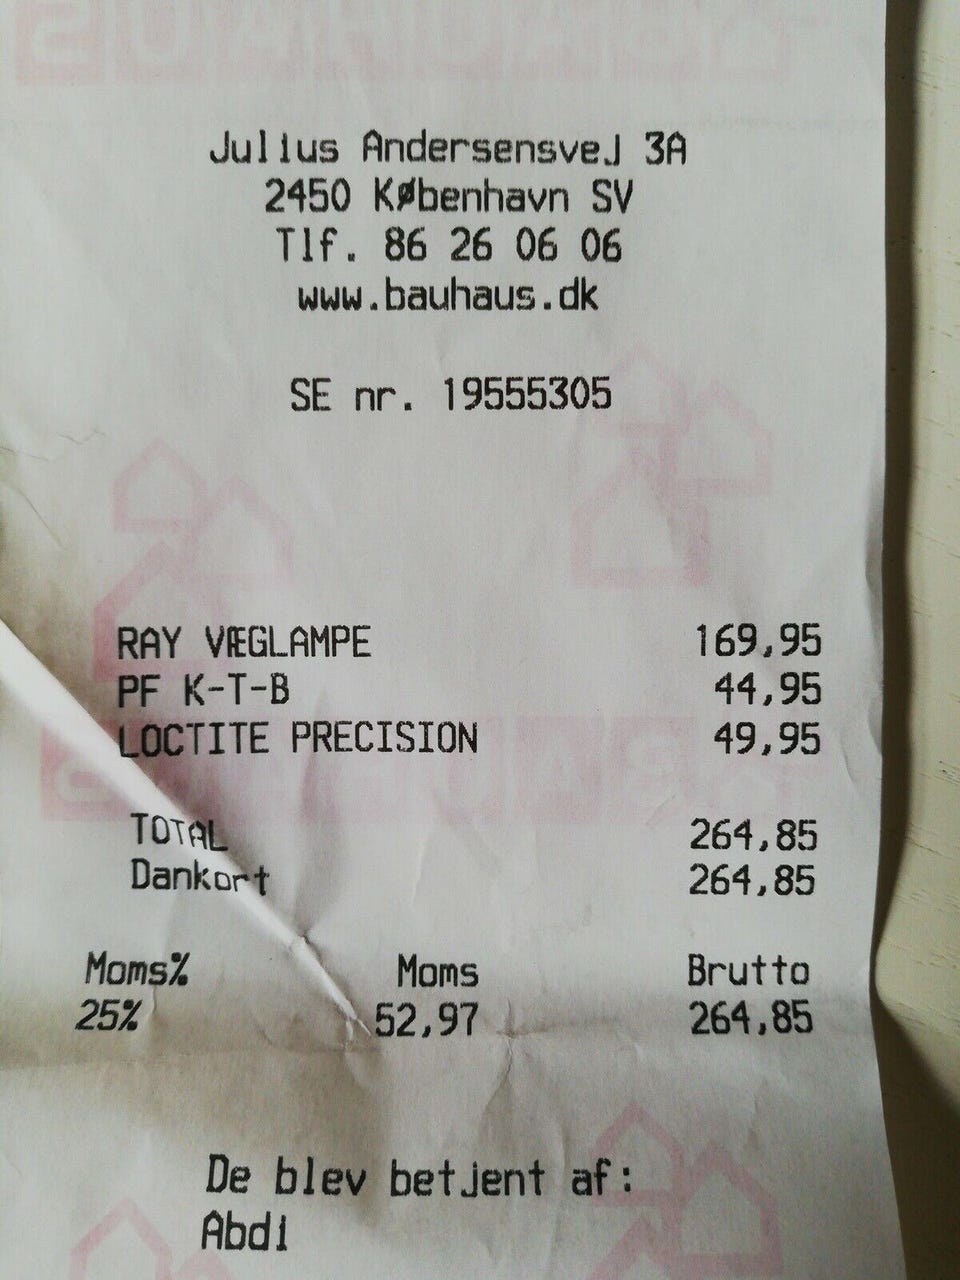 Julius Andersensvej 3A
2450 København SV
Tlf. 86 26 06 06
www.bauhaus.dk
SE nr. 19555305
RAY VÆGLAMPE 169,95
PF K-T-B 44,95
LOCTITE PRECISION 49,95
TOTAL 264,85
Dankort 264,85
Moms% Moms Brutto
25% 52,97 264,85
De blev betjent af:
Abdi